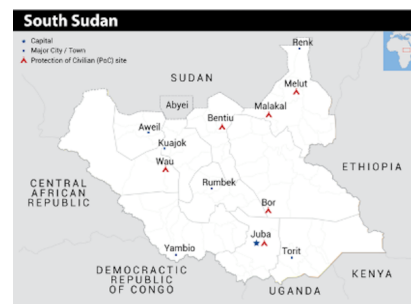 South Sudan
Capital
Major City / Town
Protection of Civilian (PoC) site
Renk
SUDAN
Melut
Abyei
Malakal
Bentiu
Aweil
Kuajok
Wau
ETHIOPIA
CENTRAL
AFRICAN
REPUBLIC
Rumbek
Bor
Juba
Yambio
Torit
DEMOCRACTIC
REPUBLIC
OF CONGO
KENYA
UGANDA